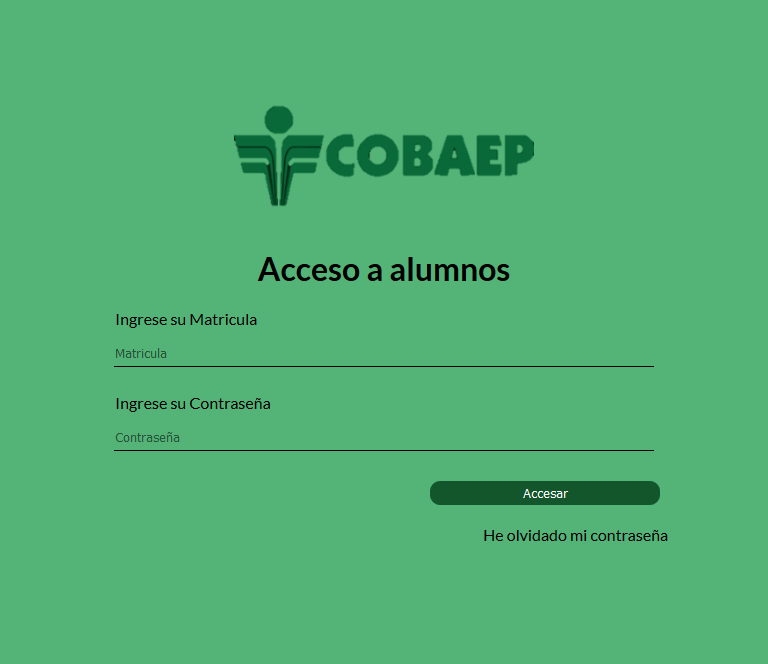 COBAEP
Acceso a alumnos
Ingrese su Matricula
Matricula
Ingrese su Contraseña
Contraseña
Accesar
He olvidado mi contraseña